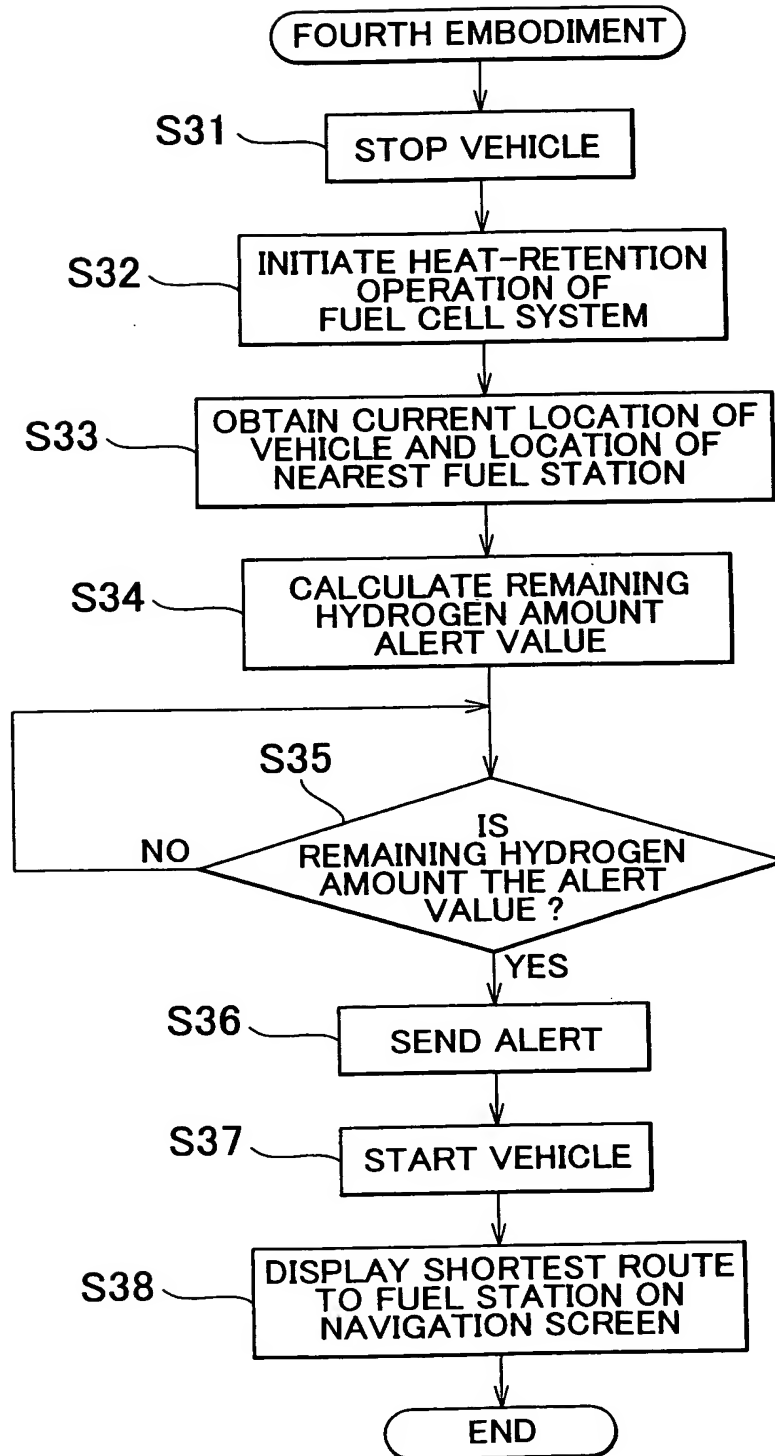 FOURTH EMBODIMENT
S31
STOP VEHICLE
S32
INITIATE HEAT-RETENTION
OPERATION OF
FUEL CELL SYSTEM
S33
OBTAIN CURRENT LOCATION OF
VEHICLE AND LOCATION OF
NEAREST FUEL STATION
S34
CALCULATE REMAINING
HYDROGEN AMOUNT
ALERT VALUE
S35
IS
REMAINING HYDROGEN
AMOUNT THE ALERT
VALUE ?
NO
YES
S36
SEND ALERT
S37
START VEHICLE
S38
DISPLAY SHORTEST ROUTE
TO FUEL STATION ON
NAVIGATION SCREEN
END